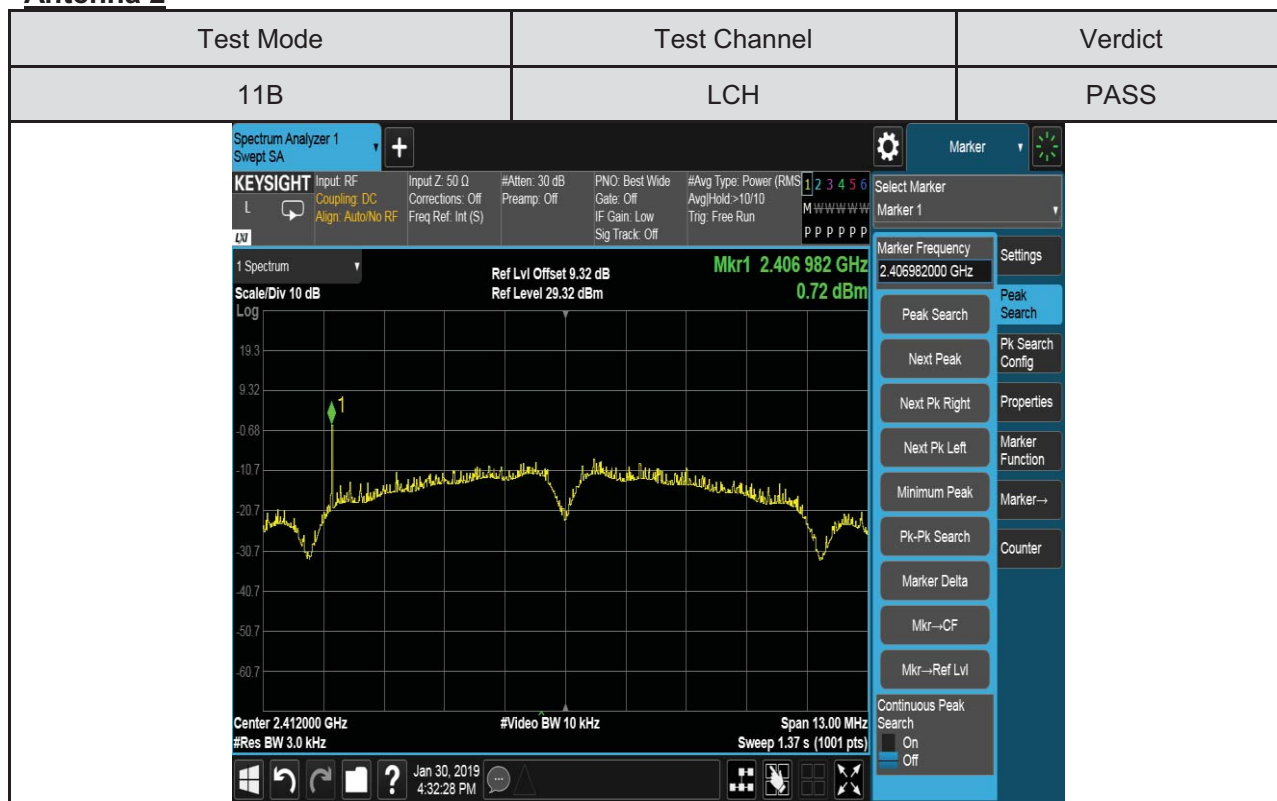 Antenna 2
Test Mode Test Channel Verdict
11B LCH PASS
Spectrum Analyzer 1
Swept SA
+
Marker
KEYSIGHT
L
LXI
Input: RF
Coupling: DC
Align: Auto/No RF
Input Z: 50 Ω
Corrections: Off
Freq Ref: Int (S)
#Atten: 30 dB
Preamp: Off
PNO: Best Wide
Gate: Off
IF Gain: Low
Sig Track: Off
#Avg Type: Power (RMS
Avg|Hold:>10/10
Trig: Free Run
1 2 3 4 5 6
M W W W W W
P P P P P P
Select Marker
Marker 1
1 Spectrum
Scale/Div 10 dB
Log
Ref Lvl Offset 9.32 dB
Ref Level 29.32 dBm
Mkr1 2.406 982 GHz
0.72 dBm
19.3
9.32
-0.68
-10.7
-20.7
-30.7
-40.7
-50.7
-60.7
1
Center 2.412000 GHz
#Res BW 3.0 kHz
#Video BW 10 kHz
Span 13.00 MHz
Sweep 1.37 s (1001 pts)
Marker Frequency
2.406982000 GHz
Peak Search
Next Peak
Next Pk Right
Next Pk Left
Minimum Peak
Pk-Pk Search
Marker Delta
Mkr→CF
Mkr→Ref Lvl
Continuous Peak
Search
On
Off
Settings
Peak
Search
Pk Search
Config
Properties
Marker
Function
Marker→
Counter
?
Jan 30, 2019
4:32:28 PM